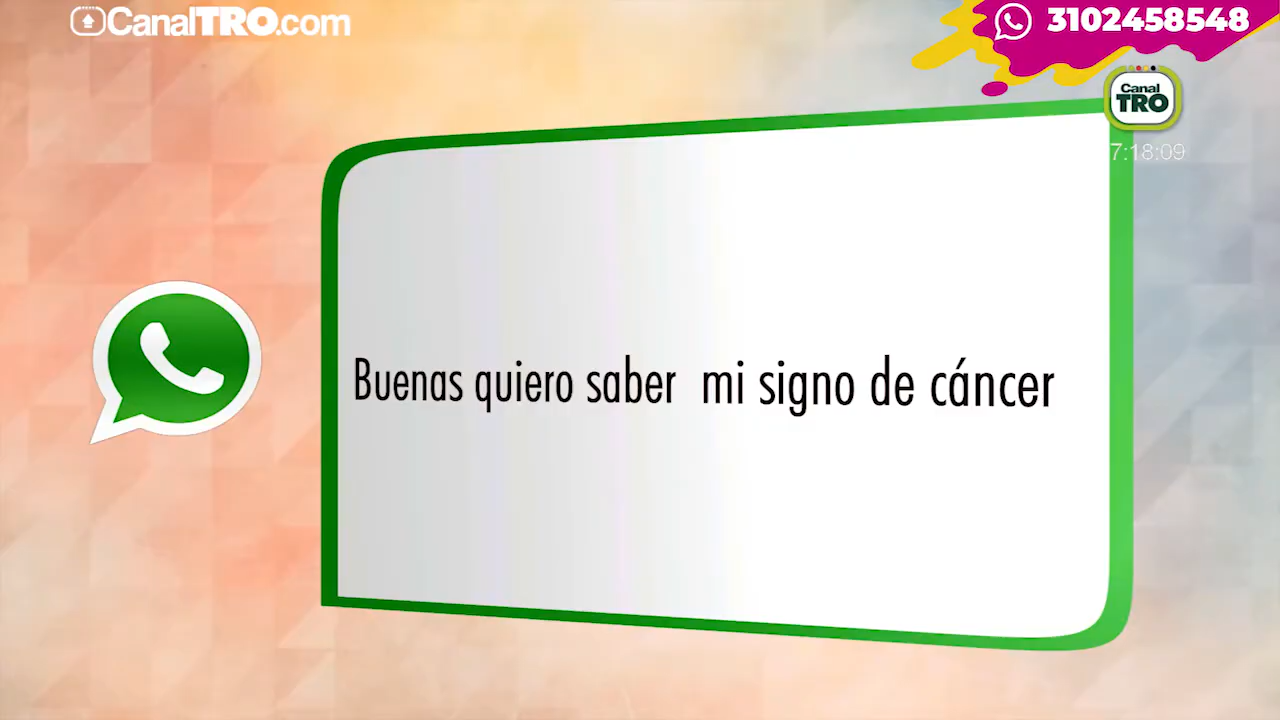 CanalTRO.com
3102458548
Canal
TRO
7:18:09
Buenas quiero saber mi signo de cáncer